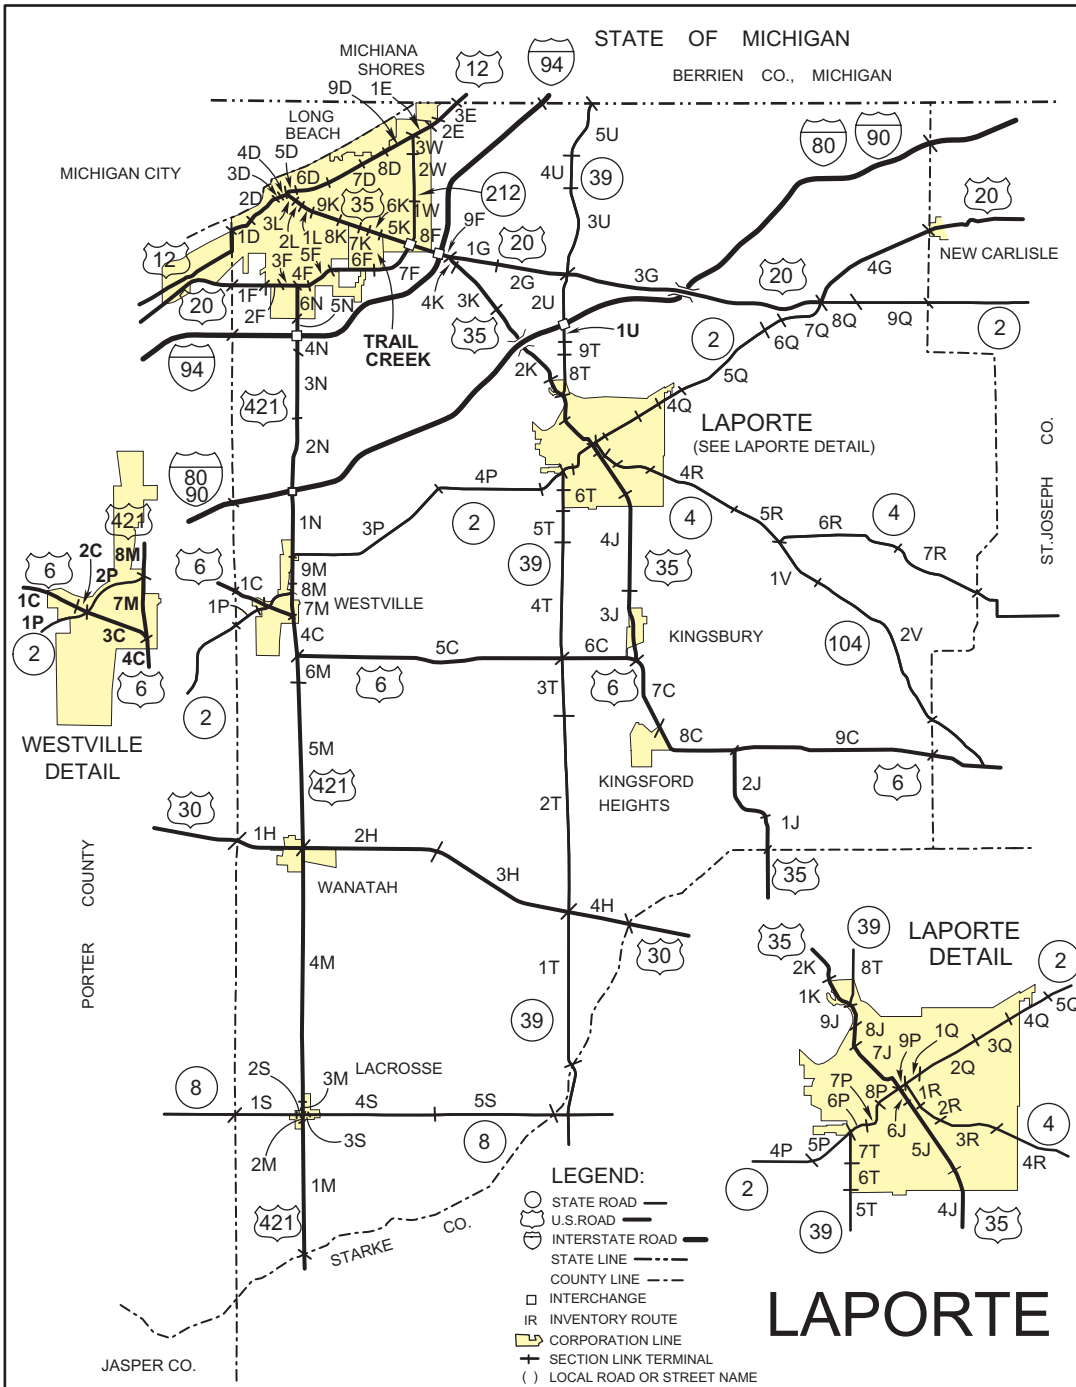 STATE OF MICHIGAN
BERRIEN CO., MICHIGAN
MICHIANA
SHORES
12
94
9D 1E
3E
2E
LONG
BEACH
5U
80
90
3W
MICHIGAN CITY
4D
5D
3D
6D
7D
8D
2W
4U
39
212
20
2D
9K
35
6K
1W
3U
3L
2L
1L
8K
7K
5K
8F
9F
1G
20
1D
12
3F
5F
4F
6F
7F
4K
2G
3G
20
4G
NEW CARLISLE
20
1F
2F
6N
5N
3K
35
2U
1U
2
6Q
7Q
8Q
9Q
2
TRAIL
CREEK
94
4N
3N
421
2N
2K
9T
8T
5Q
4Q
LAPORTE
(SEE LAPORTE DETAIL)
80
90
4P
2
6T
4R
4
5R
6R
4
7R
ST.JOSEPH CO.
1N
3P
5T
39
4J
35
1V
421
2C
8M
2P
6
1C
1P
7M
3C
2
4C
6
WESTVILLE
DETAIL
6
9M
1C
8M
1P
7M
WESTVILLE
4C
2
4T
3J
KINGSBURY
104
2V
5C
6
6C
6
6M
3T
7C
5M
421
8C
9C
6
KINGSFORD
HEIGHTS
2T
2J
1J
35
30
1H
2H
WANATAH
3H
4H
30
PORTER COUNTY
4M
1T
39
LAPORTE
DETAIL
35
39
2
2K
8T
1K
9J
8J
7J
9P
1Q
2Q
3Q
4Q
5Q
7P
6P
8P
1R
2R
6J
3R
4
4R
4P
5P
7T
6T
5J
2
5T
39
4J
35
LACROSSE
8
2S
3M
1S
4S
5S
3S
8
2M
1M
421
STARKE CO.
JASPER CO.
LEGEND:
STATE ROAD
U.S.ROAD
INTERSTATE ROAD
STATE LINE
COUNTY LINE
INTERCHANGE
IR INVENTORY ROUTE
CORPORATION LINE
SECTION LINK TERMINAL
( ) LOCAL ROAD OR STREET NAME
LAPORTE